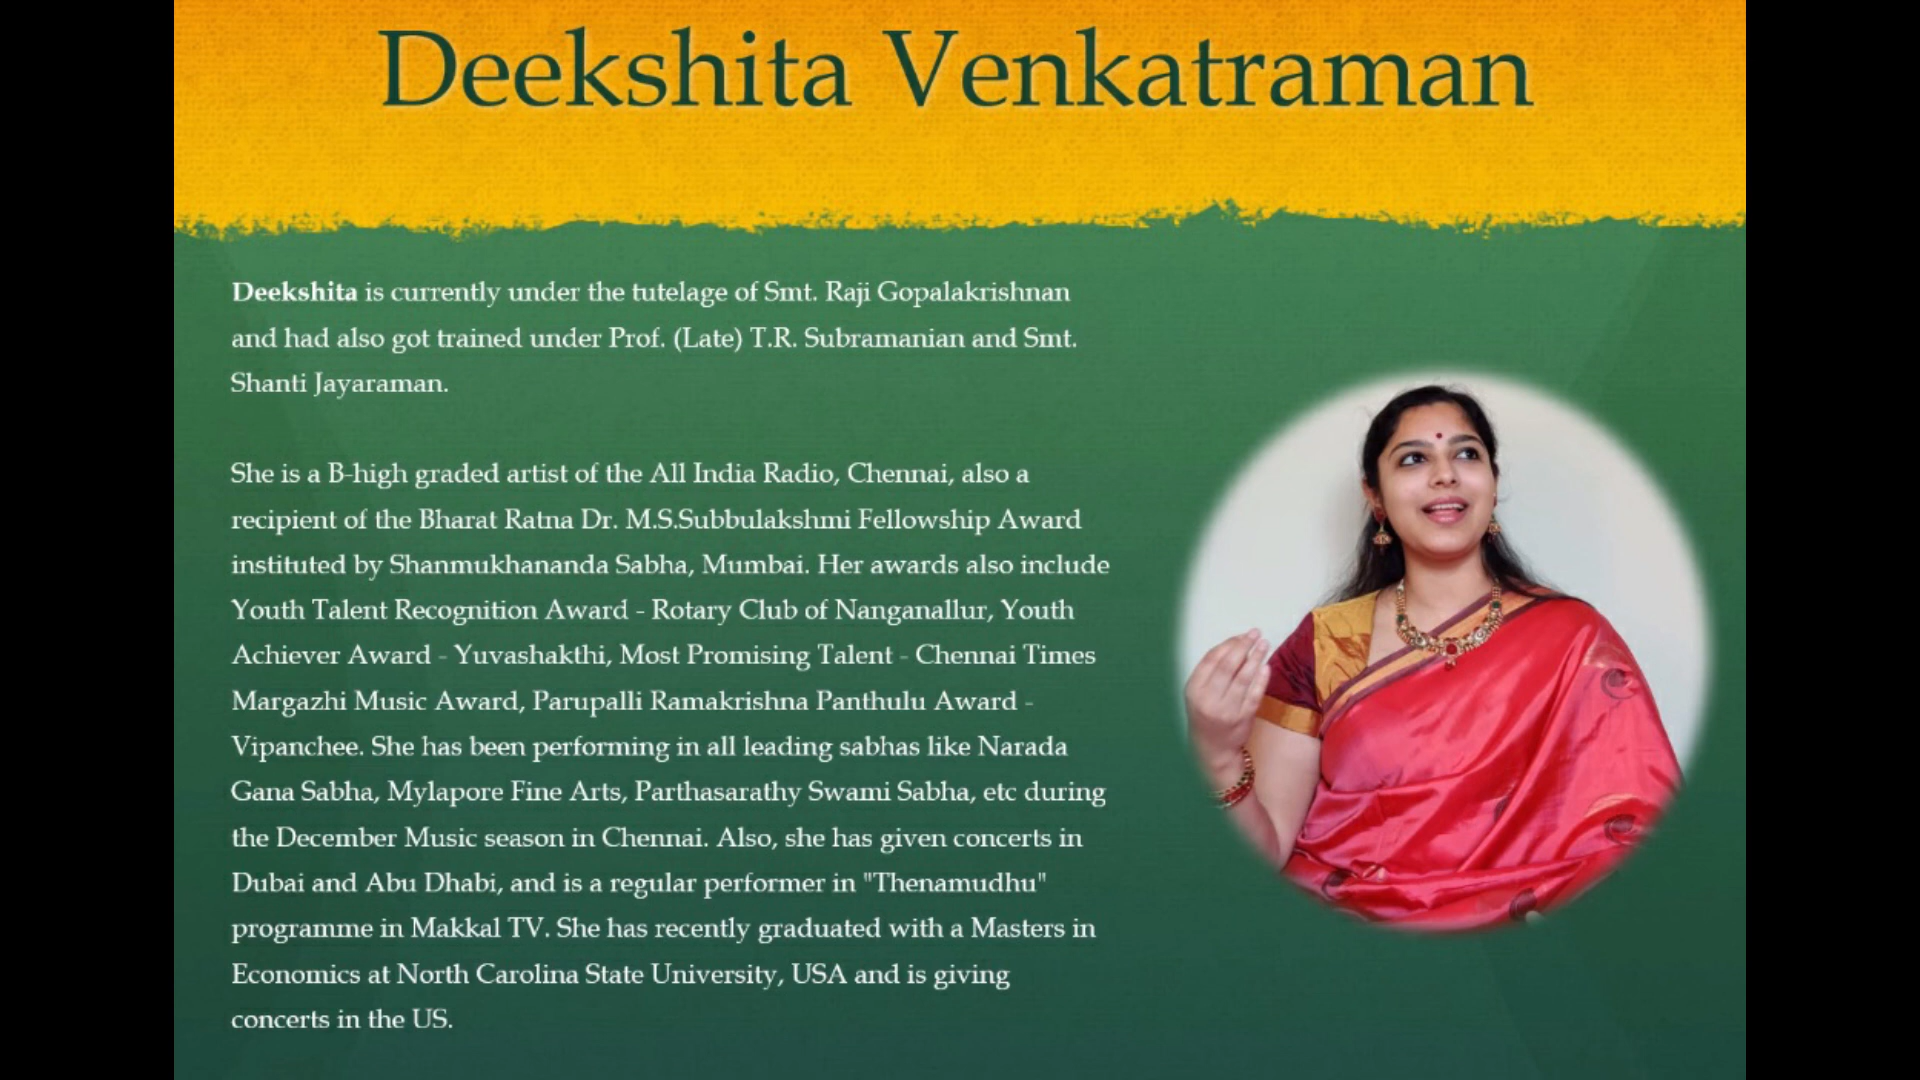 Deekshita Venkatraman
Deekshita is currently under the tutelage of Smt. Raji Gopalakrishnan
and had also got trained under Prof. (Late) T.R. Subramanian and Smt.
Shanti Jayaraman.
She is a B-high graded artist of the All India Radio, Chennai, also a
recipient of the Bharat Ratna Dr. M.S.Subbulakshmi Fellowship Award
instituted by Shanmukhananda Sabha, Mumbai. Her awards also include
Youth Talent Recognition Award - Rotary Club of Nanganallur, Youth
Achiever Award - Yuvashakthi, Most Promising Talent - Chennai Times
Margazhi Music Award, Parupalli Ramakrishna Panthulu Award -
Vipanchee. She has been performing in all leading sabhas like Narada
Gana Sabha, Mylapore Fine Arts, Parthasarathy Swami Sabha, etc during
the December Music season in Chennai. Also, she has given concerts in
Dubai and Abu Dhabi, and is a regular performer in "Thenamudhu"
programme in Makkal TV. She has recently graduated with a Masters in
Economics at North Carolina State University, USA and is giving
concerts in the US.